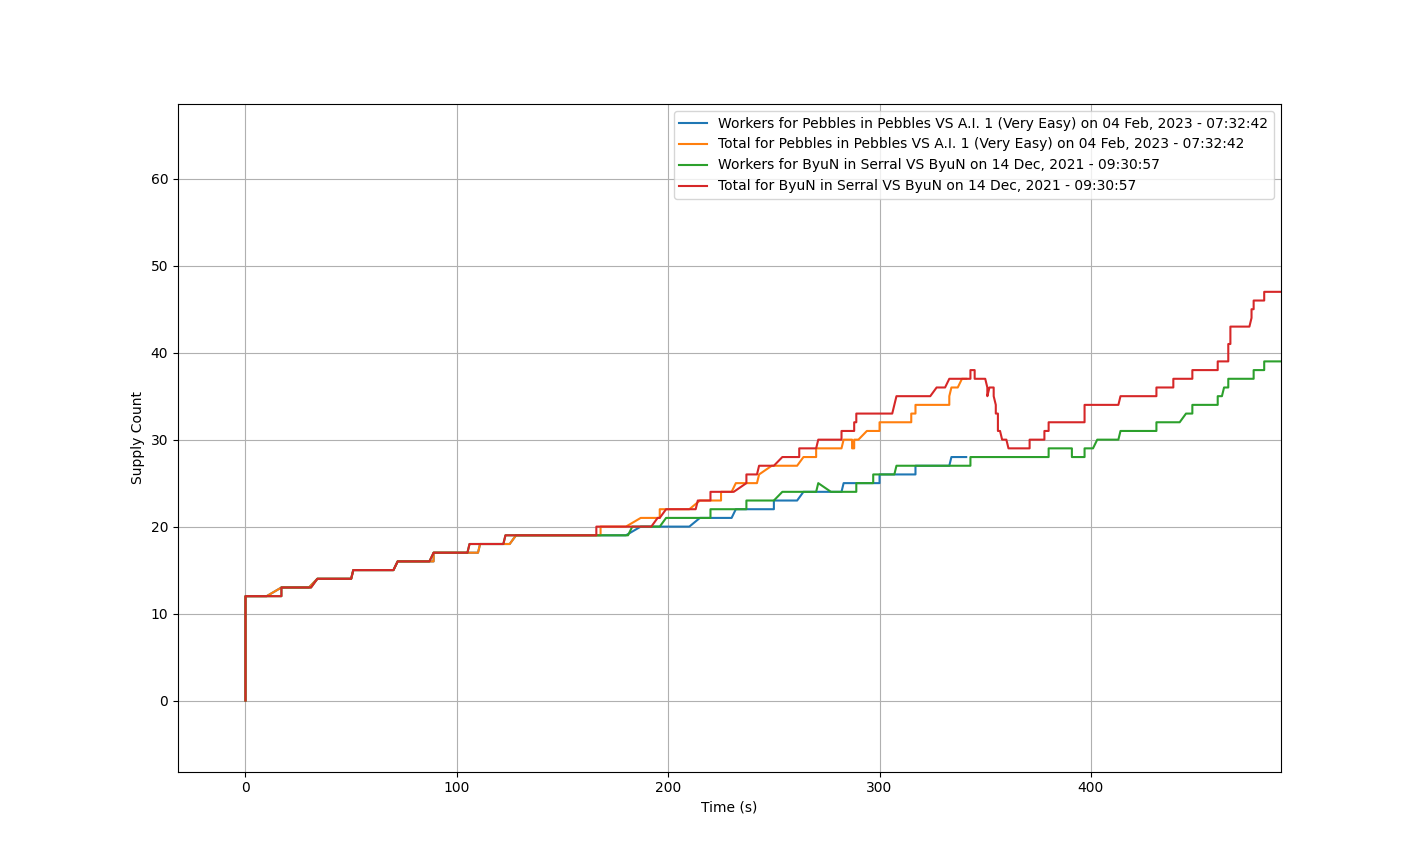 Workers for Pebbles in Pebbles VS A.I. 1 (Very Easy) on 04 Feb, 2023 - 07:32:42
Total for Pebbles in Pebbles VS A.I. 1 (Very Easy) on 04 Feb, 2023 - 07:32:42
Workers for ByuN in Serral VS ByuN on 14 Dec, 2021 - 09:30:57
Total for ByuN in Serral VS ByuN on 14 Dec, 2021 - 09:30:57
60
50
40
30
20
10
0
Supply Count
0 100 200 300 400
Time (s)